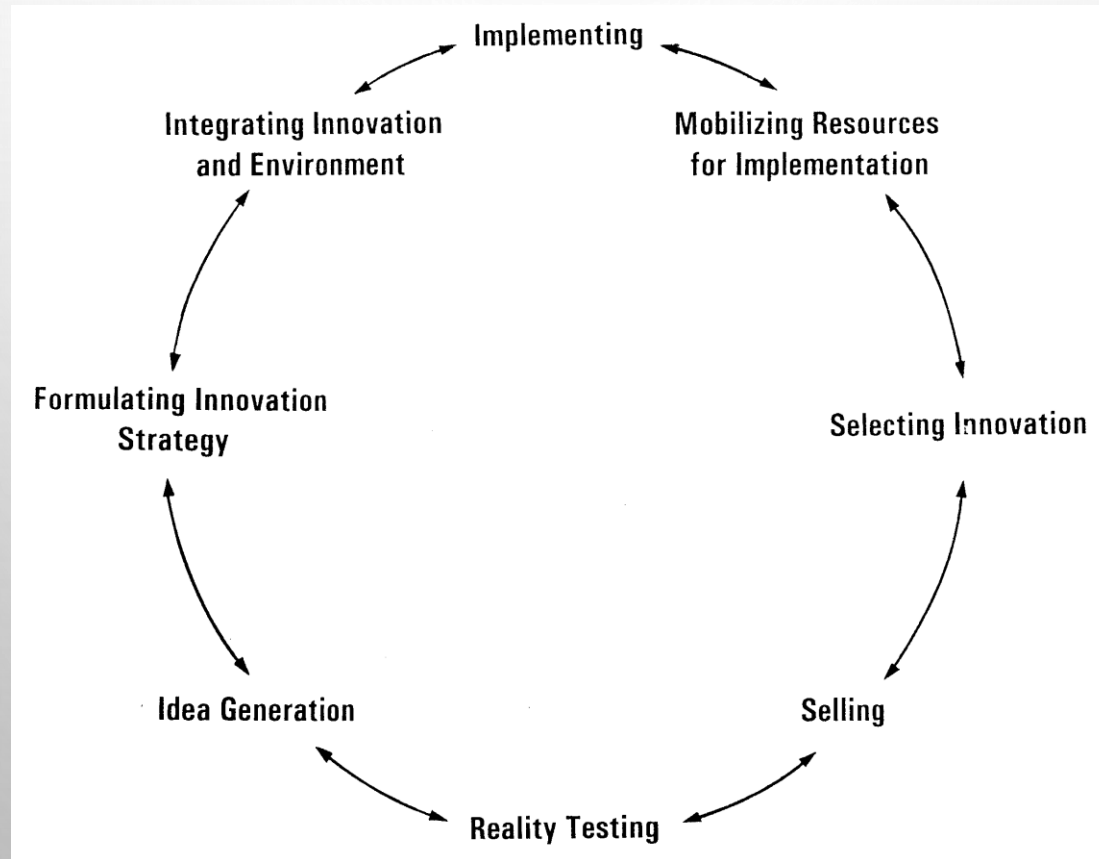 Implementing
Integrating Innovation
and Environment
Mobilizing Resources
for Implementation
Formulating Innovation
Strategy
Selecting Innovation
Idea Generation
Selling
Reality Testing